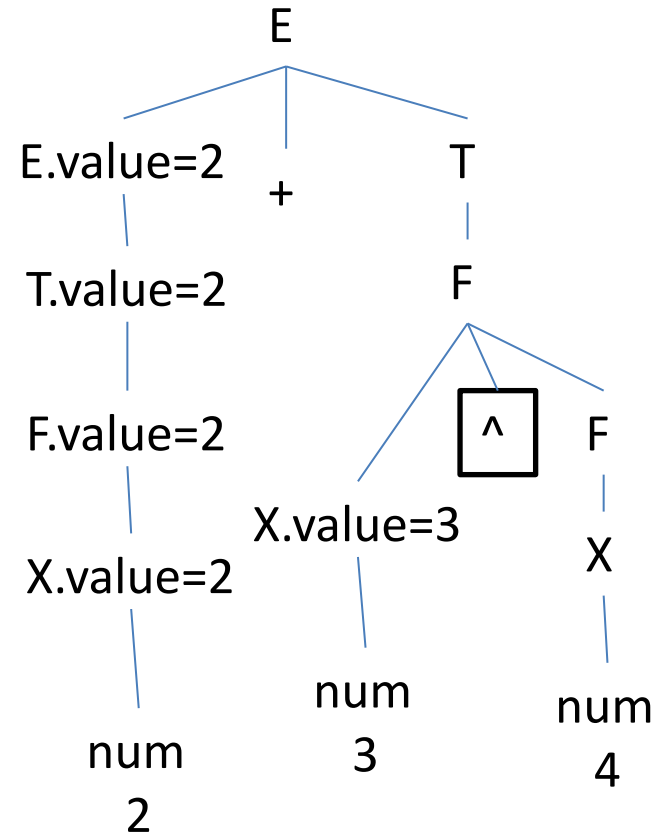 E
E.value=2 + T
T.value=2 F
F.value=2 ^ F
X.value=3 X
X.value=2
num num
3 4
num
2